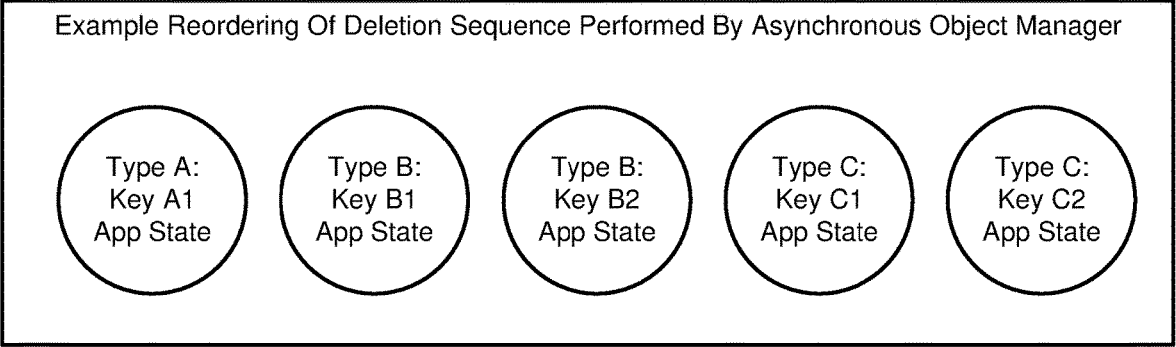 Example Reordering Of Deletion Sequence Performed By Asynchronous Object Manager
Type A:
Key A1
App State
Type B:
Key B1
App State
Type B:
Key B2
App State
Type C:
Key C1
App State
Type C:
Key C2
App State